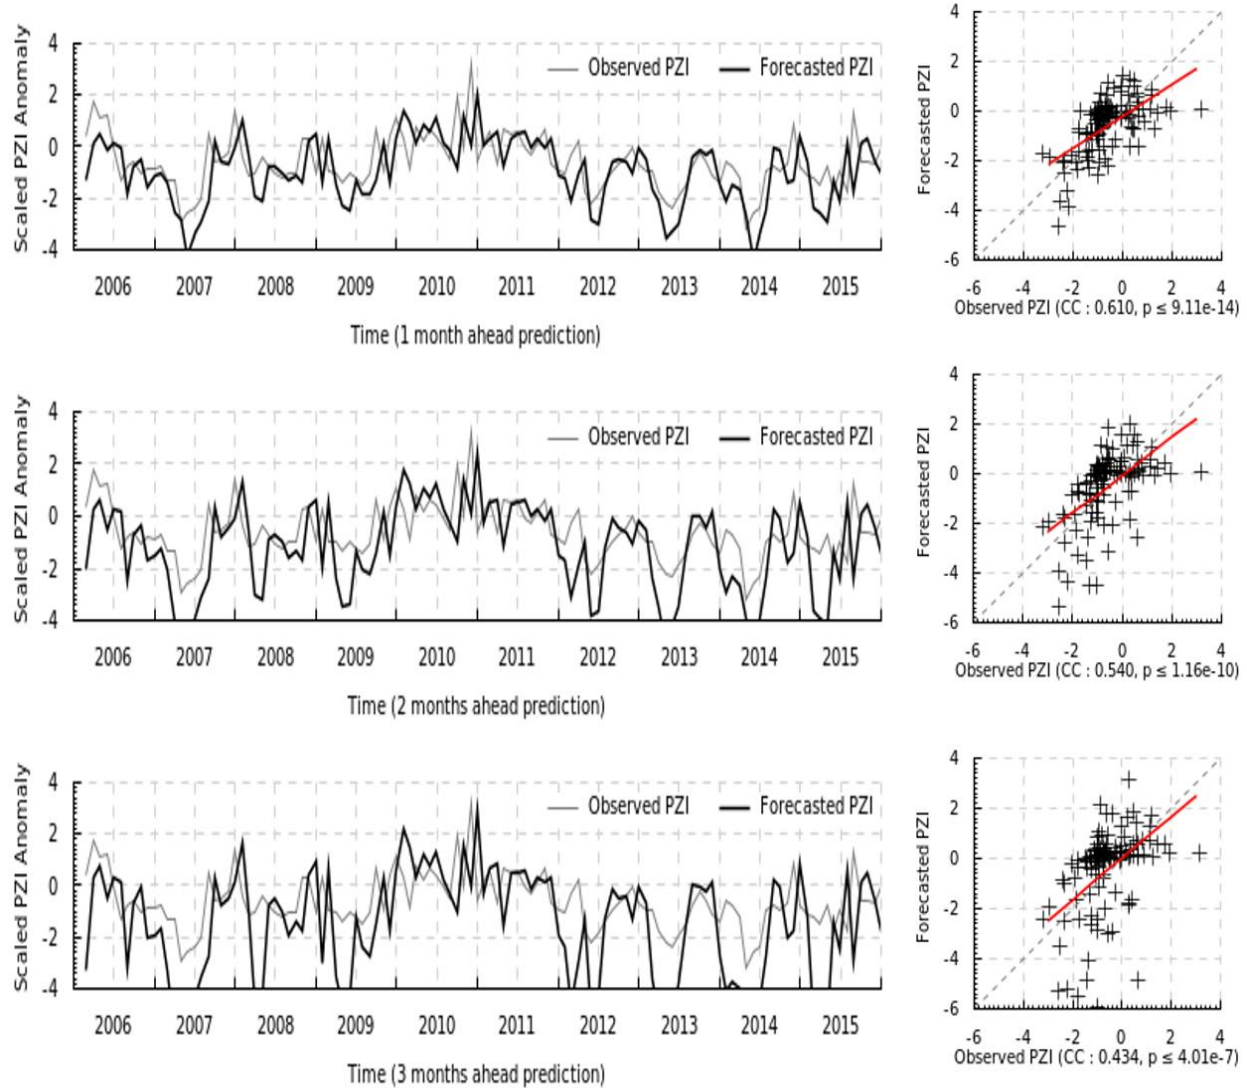 Scaled PZI Anomaly
4
2
0
-2
-4
Observed PZI
Forecasted PZI
2006 2007 2008 2009 2010 2011 2012 2013 2014 2015
Time (1 month ahead prediction)
Forecasted PZI
4
2
0
-2
-4
-6
-6 -4 -2 0 2 4
Observed PZI (CC : 0.610, p ≤ 9.11e-14)
Scaled PZI Anomaly
4
2
0
-2
-4
Observed PZI
Forecasted PZI
2006 2007 2008 2009 2010 2011 2012 2013 2014 2015
Time (2 months ahead prediction)
Forecasted PZI
4
2
0
-2
-4
-6
-6 -4 -2 0 2 4
Observed PZI (CC : 0.540, p ≤ 1.16e-10)
Scaled PZI Anomaly
4
2
0
-2
-4
Observed PZI
Forecasted PZI
2006 2007 2008 2009 2010 2011 2012 2013 2014 2015
Time (3 months ahead prediction)
Forecasted PZI
4
2
0
-2
-4
-6
-6 -4 -2 0 2 4
Observed PZI (CC : 0.434, p ≤ 4.01e-7)